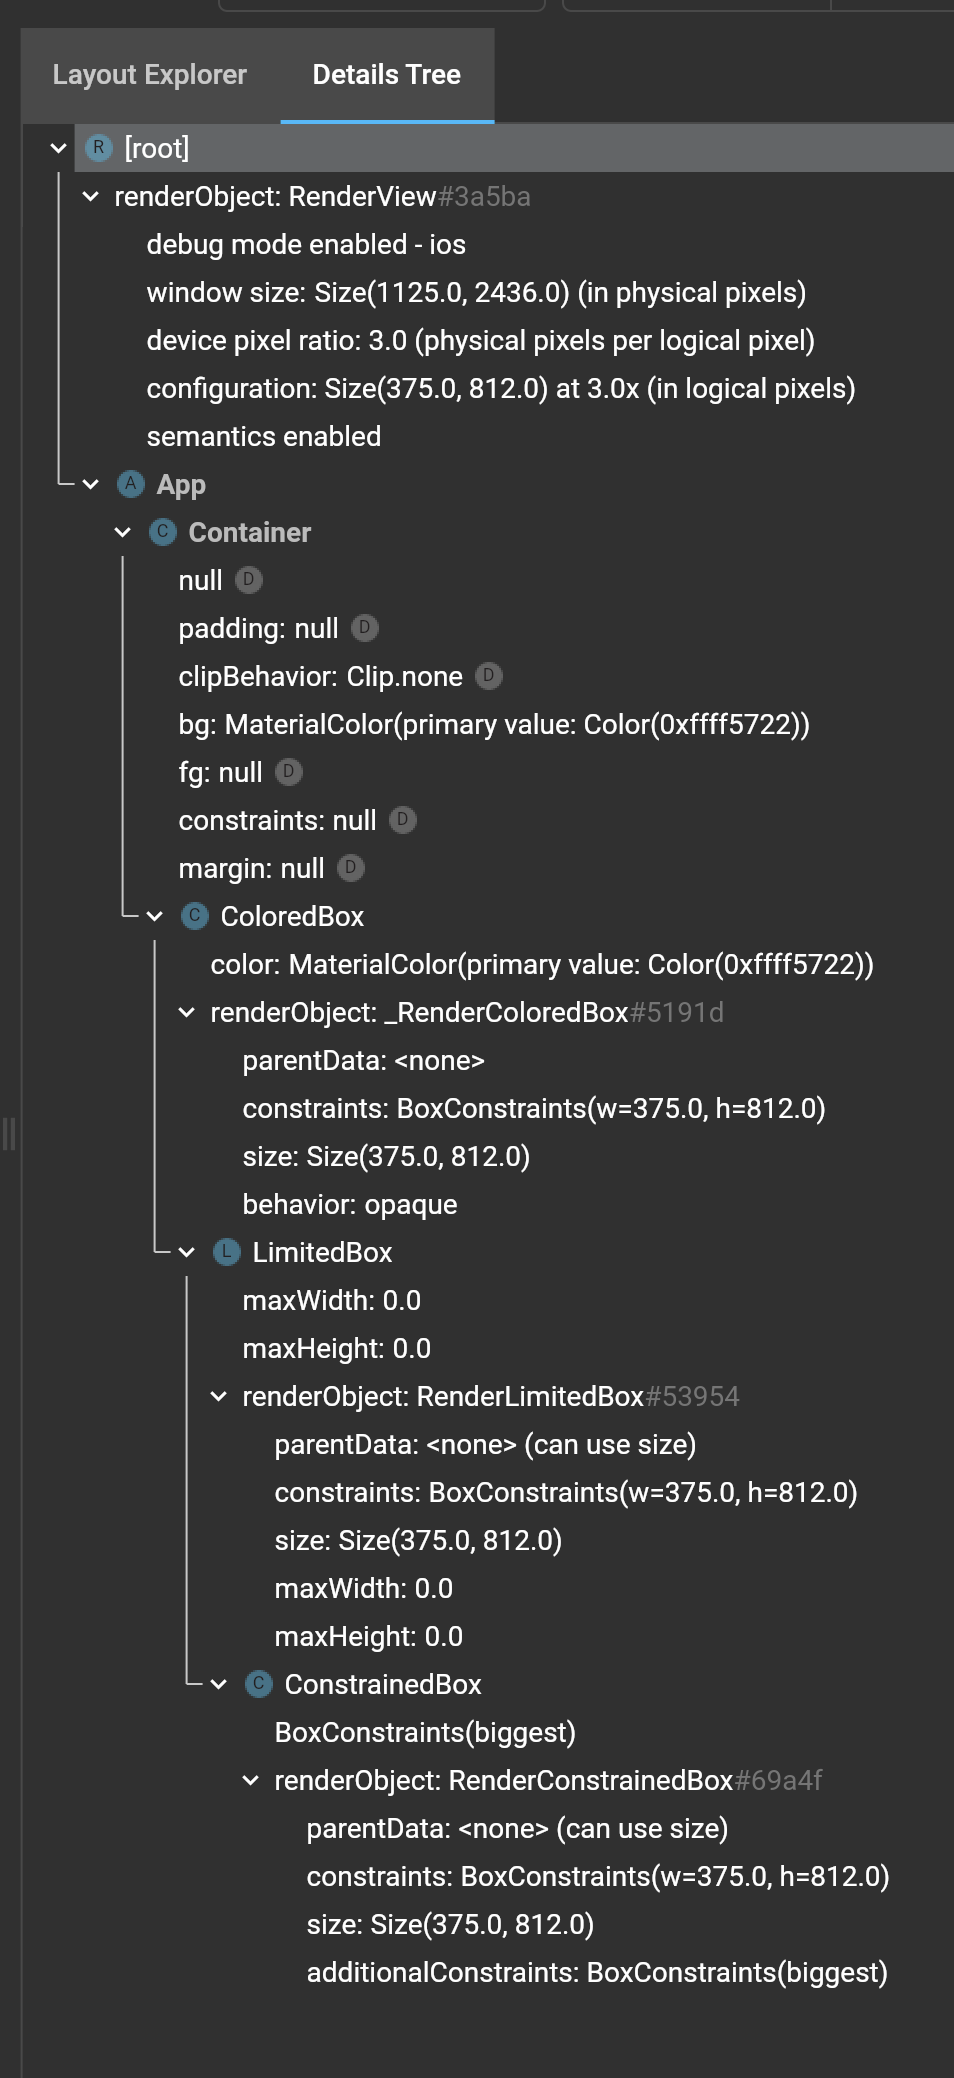 Layout Explorer Details Tree
R [root]
renderObject: RenderView#3a5ba
debug mode enabled - ios
window size: Size(1125.0, 2436.0) (in physical pixels)
device pixel ratio: 3.0 (physical pixels per logical pixel)
configuration: Size(375.0, 812.0) at 3.0x (in logical pixels)
semantics enabled
A App
C Container
null D
padding: null D
clipBehavior: Clip.none D
bg: MaterialColor(primary value: Color(0xffff5722))
fg: null D
constraints: null D
margin: null D
C ColoredBox
color: MaterialColor(primary value: Color(0xffff5722))
renderObject: _RenderColoredBox#5191d
parentData: <none>
constraints: BoxConstraints(w=375.0, h=812.0)
size: Size(375.0, 812.0)
behavior: opaque
L LimitedBox
maxWidth: 0.0
maxHeight: 0.0
renderObject: RenderLimitedBox#53954
parentData: <none> (can use size)
constraints: BoxConstraints(w=375.0, h=812.0)
size: Size(375.0, 812.0)
maxWidth: 0.0
maxHeight: 0.0
C ConstrainedBox
BoxConstraints(biggest)
renderObject: RenderConstrainedBox#69a4f
parentData: <none> (can use size)
constraints: BoxConstraints(w=375.0, h=812.0)
size: Size(375.0, 812.0)
additionalConstraints: BoxConstraints(biggest)